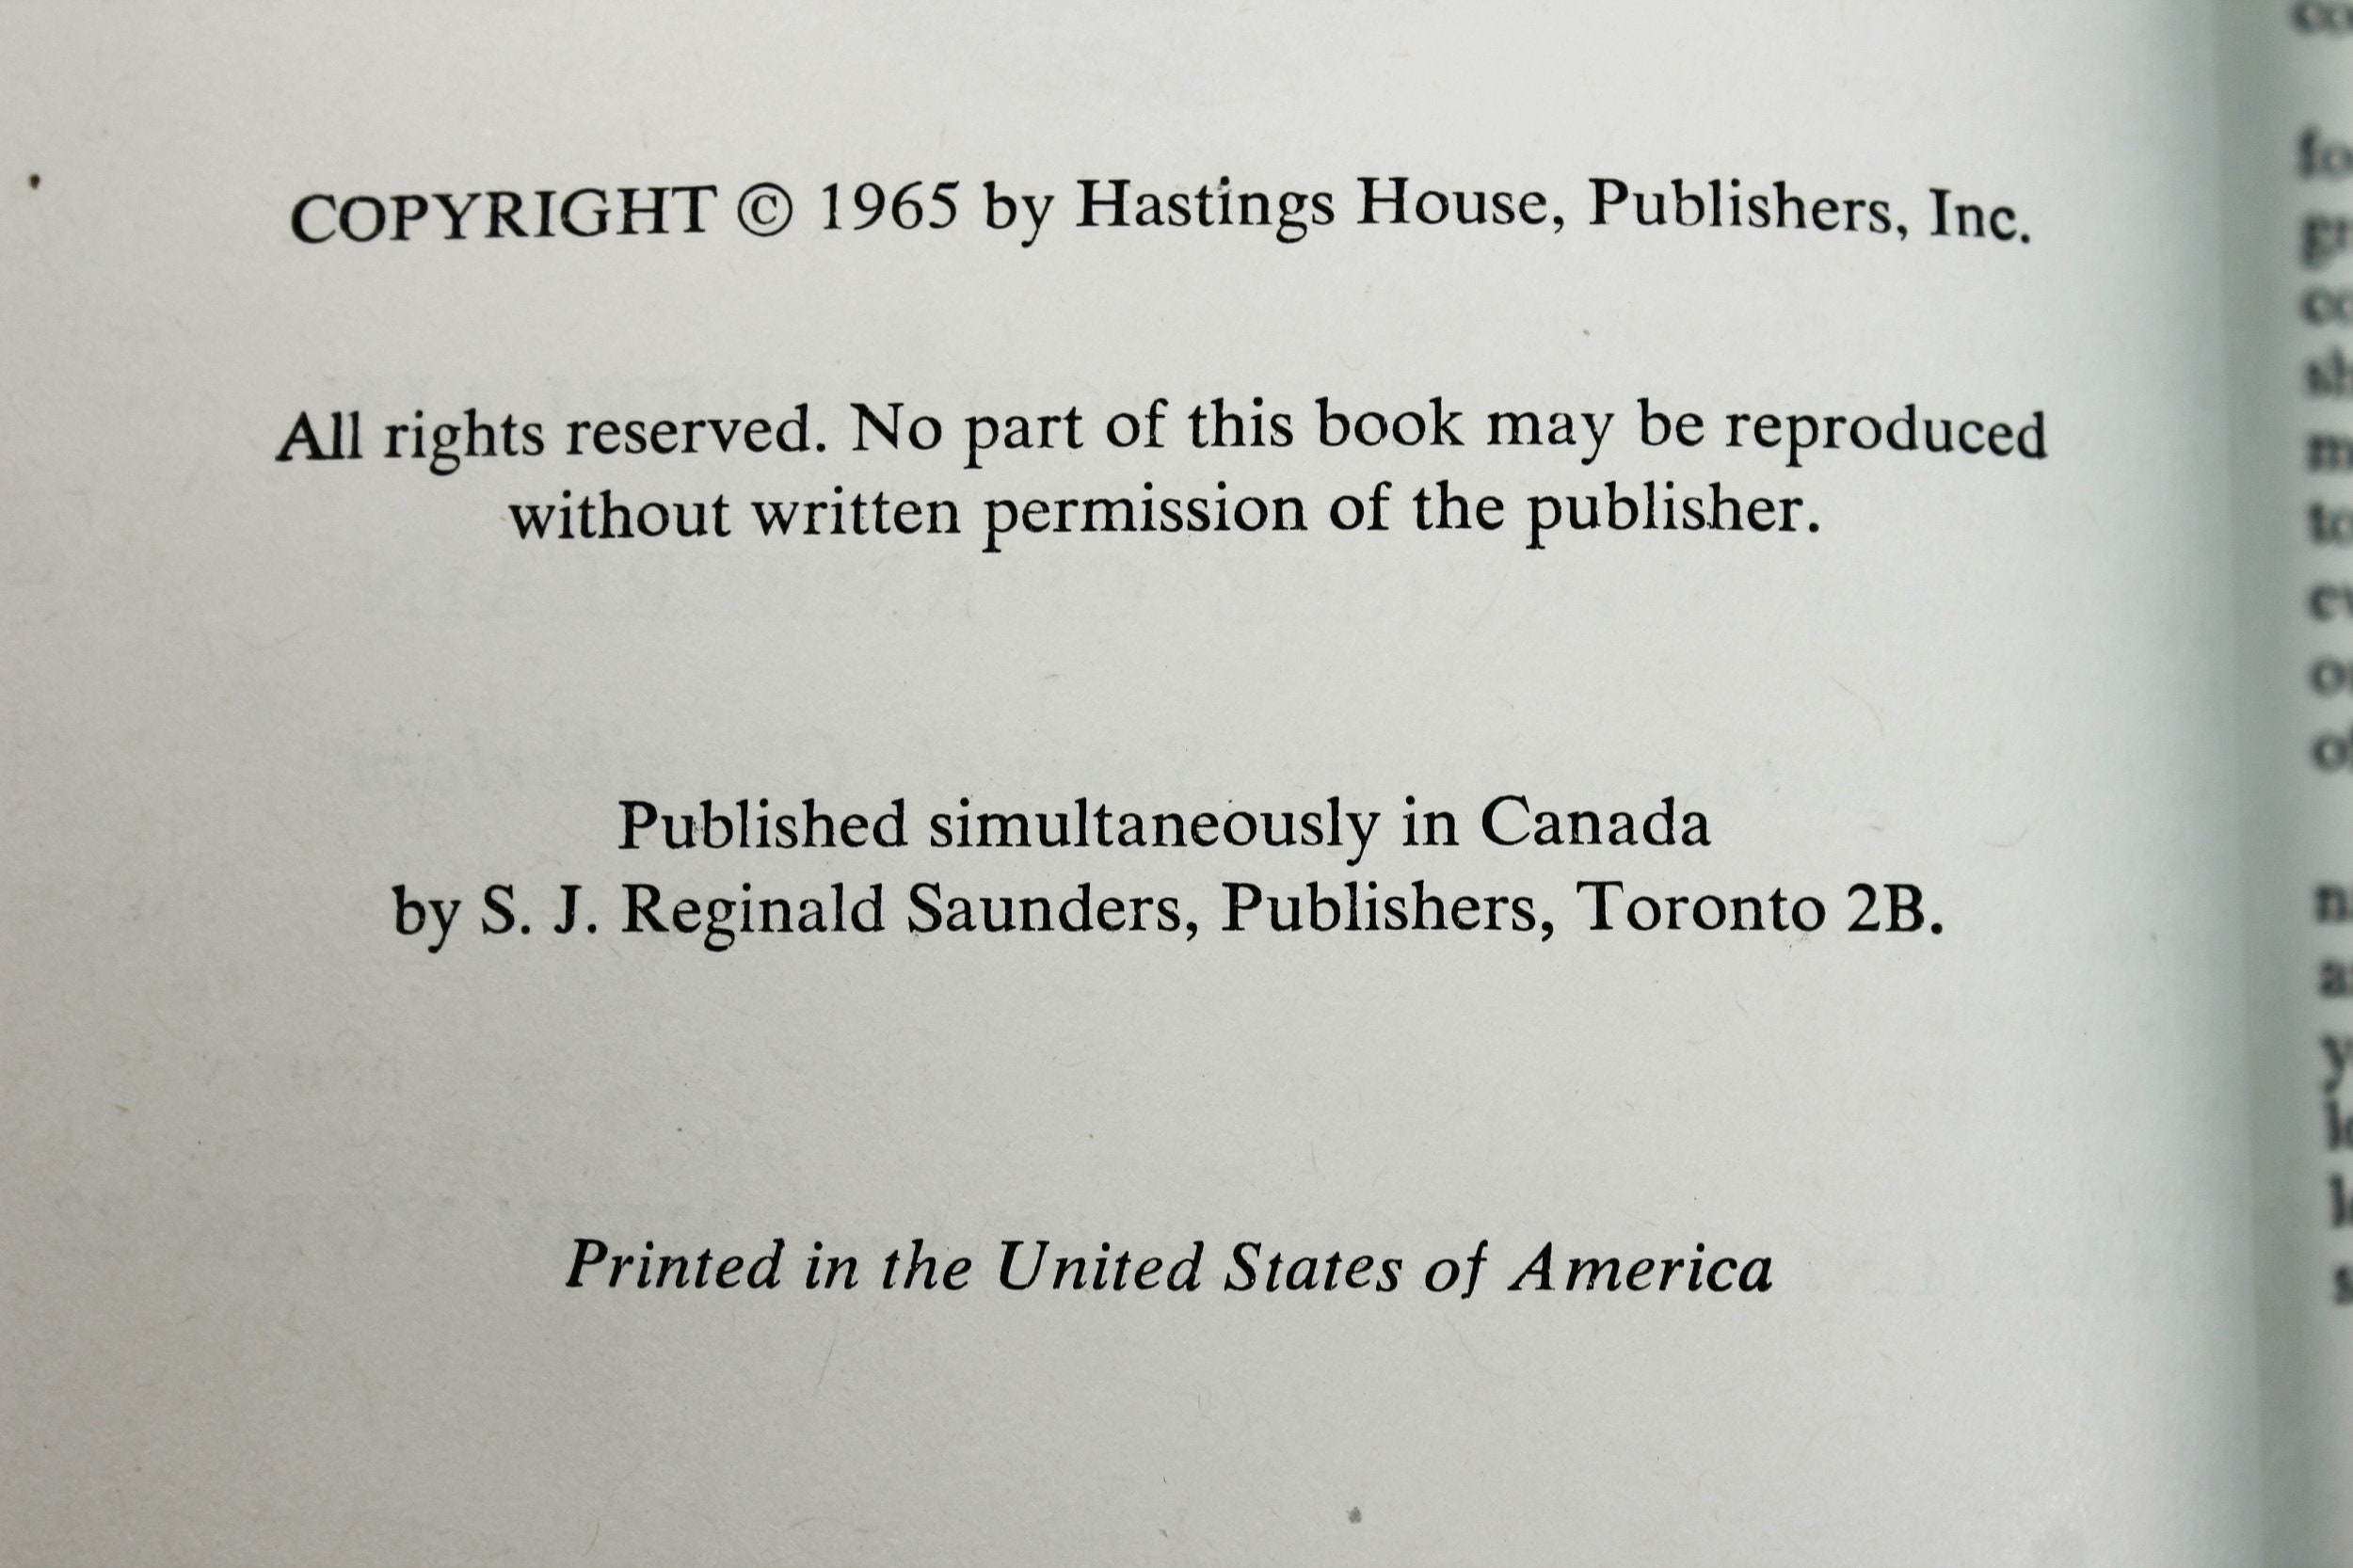 COPYRIGHT © 1965 by Hastings House, Publishers, Inc.
All rights reserved. No part of this book may be reproduced
without written permission of the publisher.
Published simultaneously in Canada
by S. J. Reginald Saunders, Publishers, Toronto 2B.
Printed in the United States of America